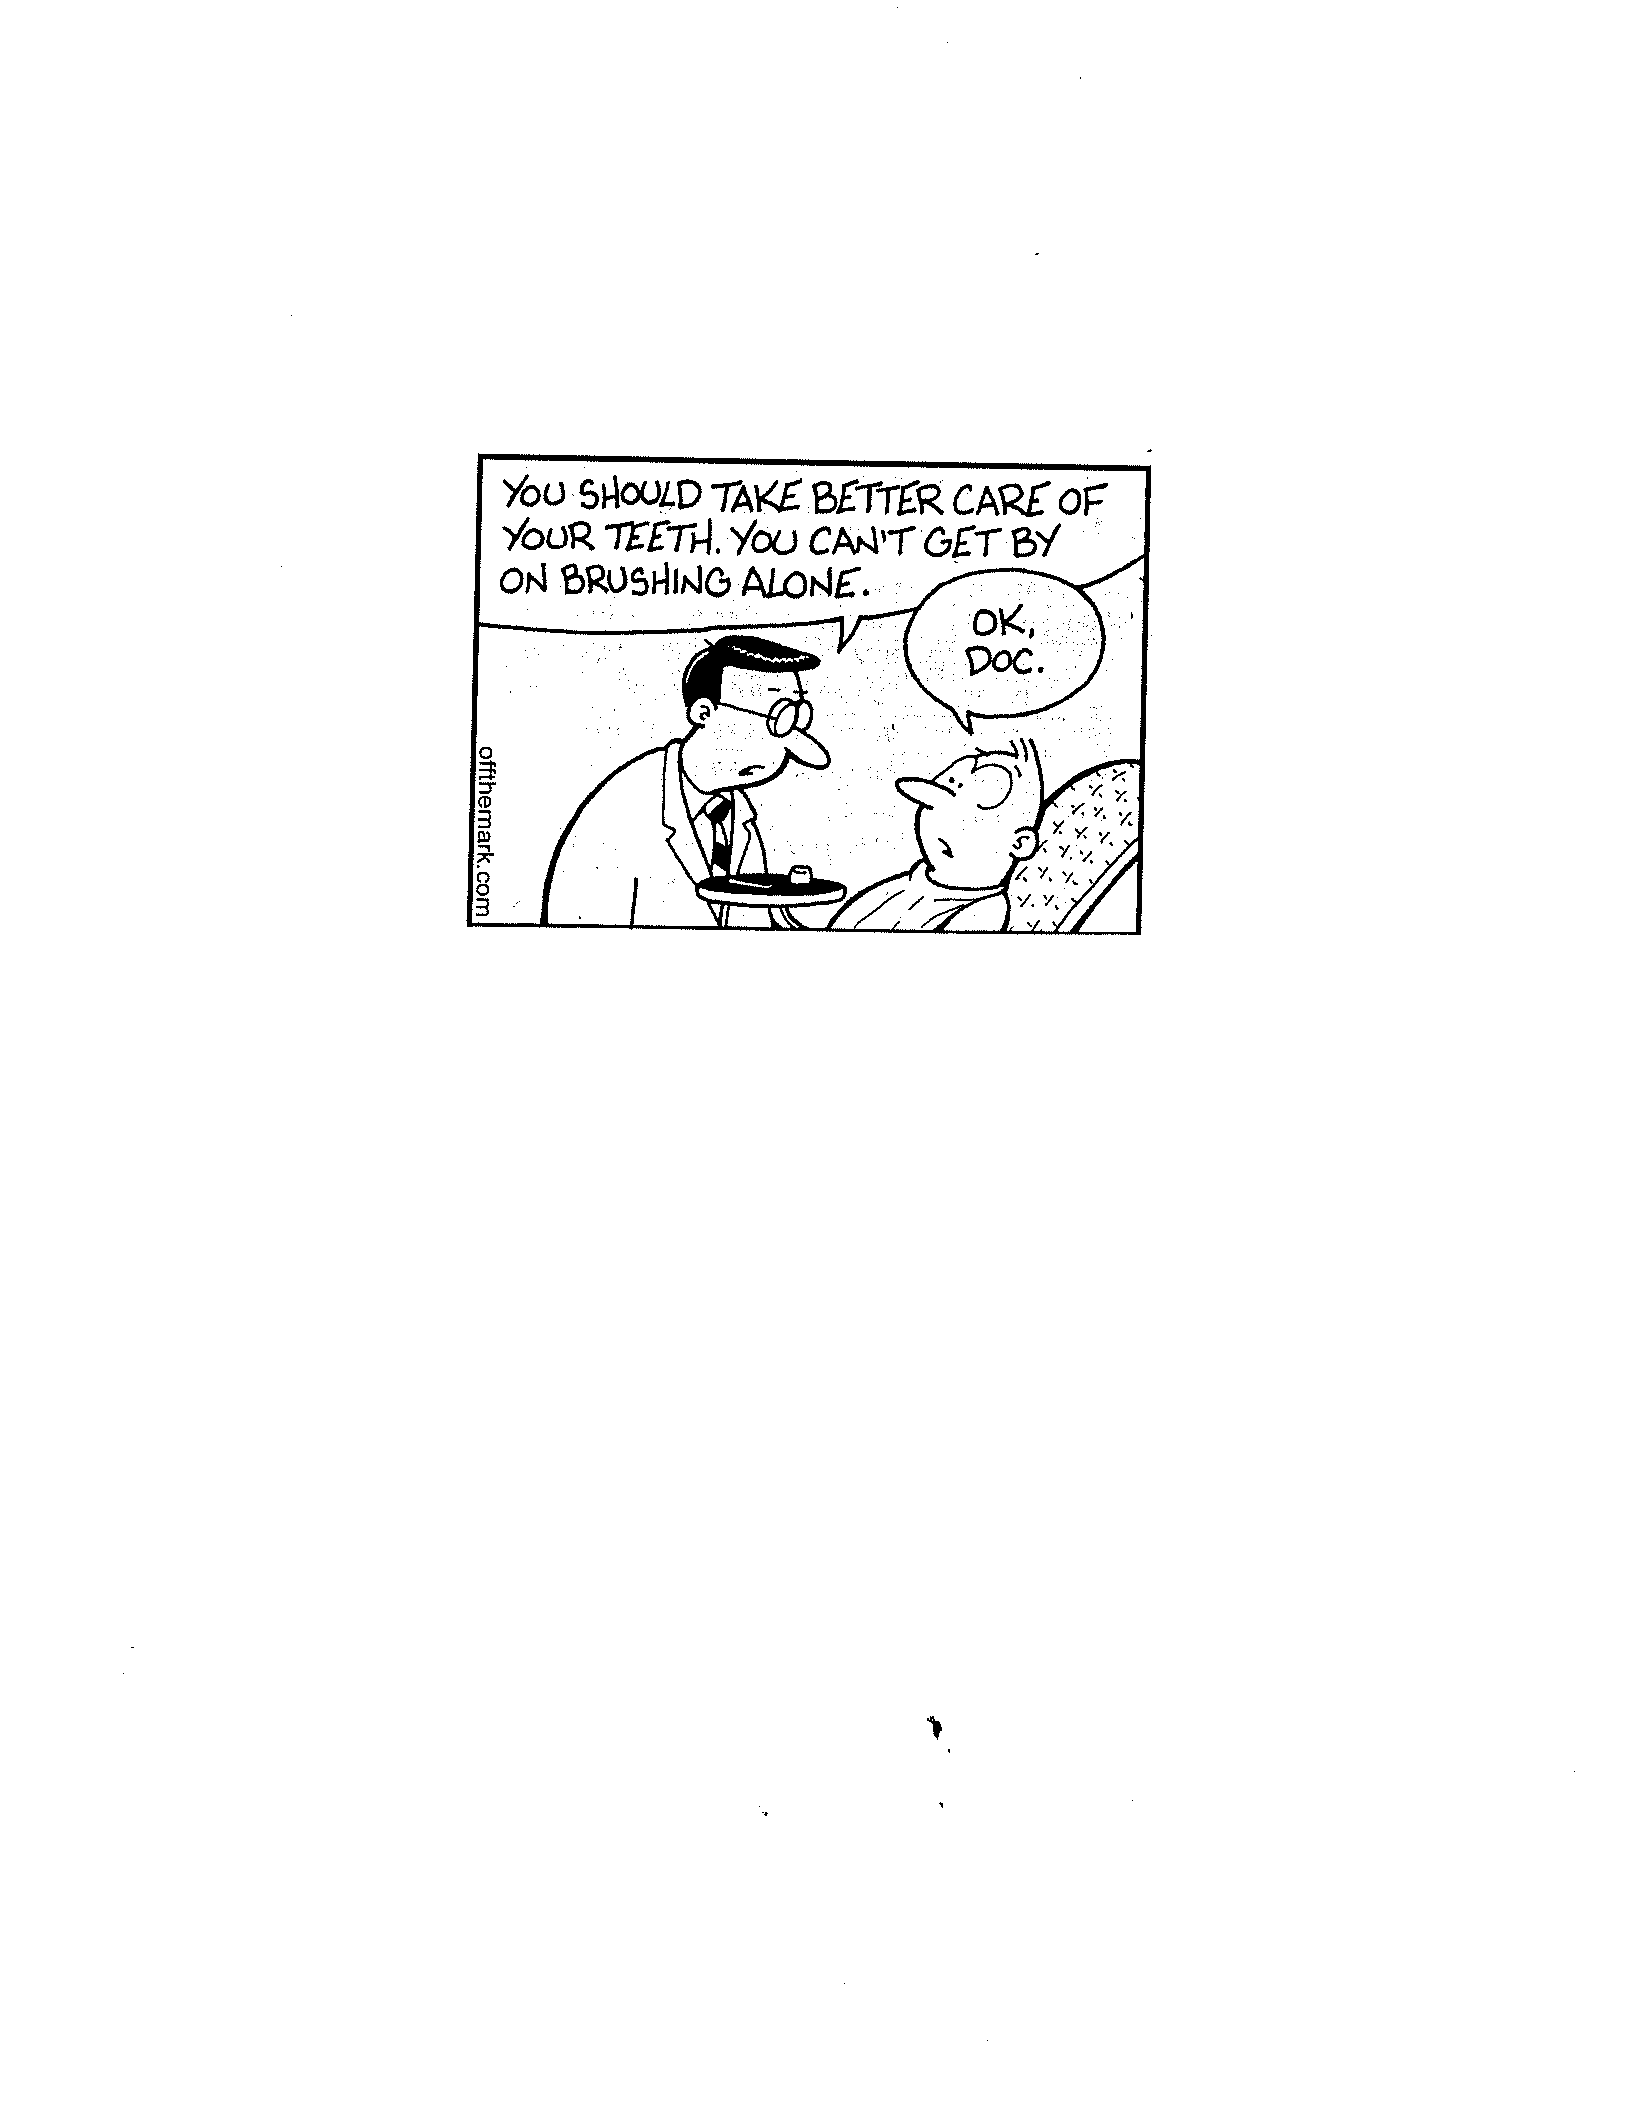 YOU SHOULD TAKE BETTER CARE OF
YOUR TEETH. YOU CAN'T GET BY
ON BRUSHING ALONE.
OK,
DOC.
offthemark.com